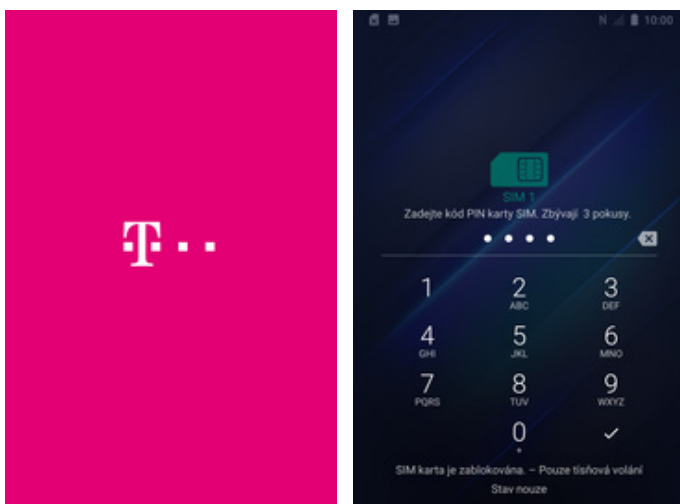 T
N 10:00
SIM 1
Zadejte kód PIN karty SIM. Zbývají 3 pokusy.
1 2 3
ABC DEF
4 5 6
GHI JKL MNO
7 8 9
PQRS TUV WXYZ
0
+
SIM karta je zablokována. – Pouze tísňová volání
Stav nouze